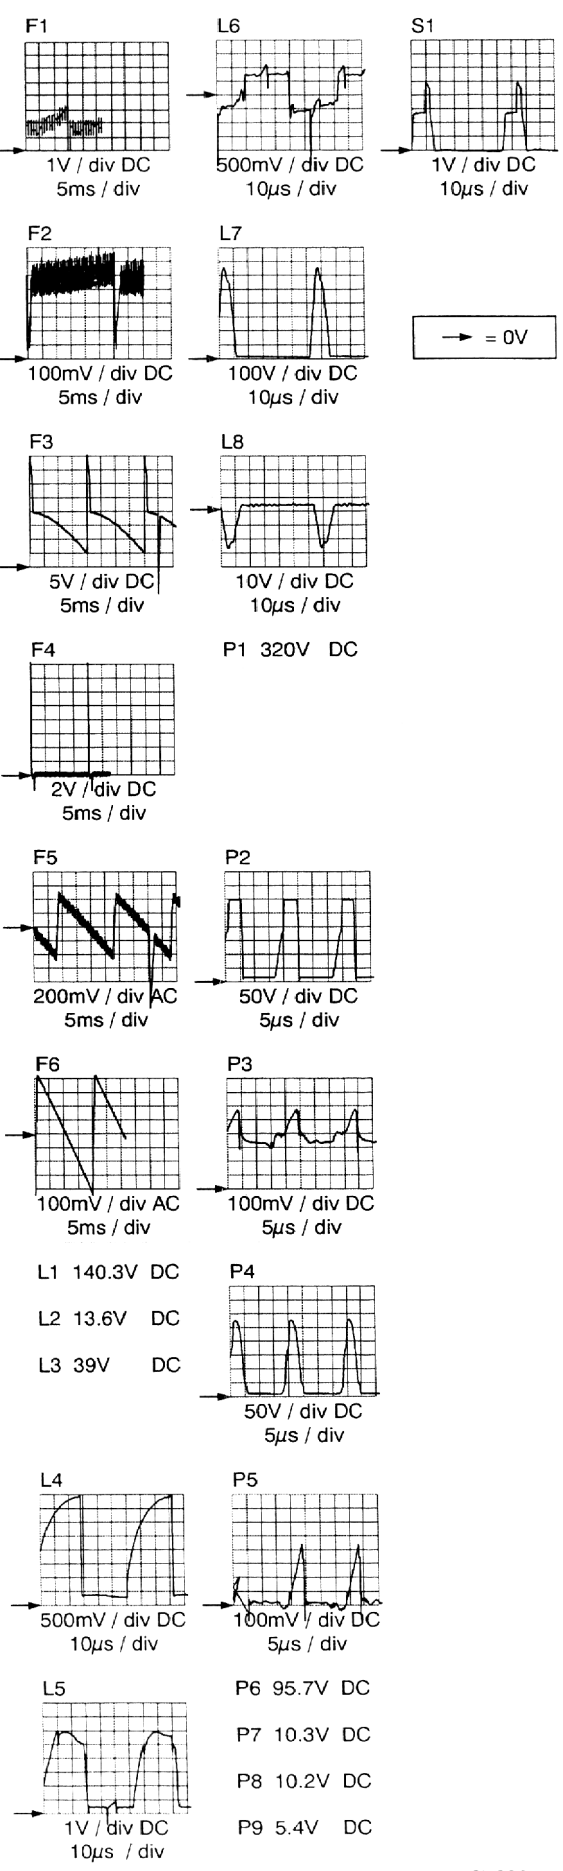 F1
1V / div DC
5ms / div
L6
500mV / div DC
10µs / div
S1
1V / div DC
10µs / div
F2
100mV / div DC
5ms / div
L7
100V / div DC
10µs / div
= 0V
F3
5V / div DC
5ms / div
L8
10V / div DC
10µs / div
F4
2V / div DC
5ms / div
P1 320V DC
F5
200mV / div AC
5ms / div
P2
50V / div DC
5µs / div
F6
100mV / div AC
5ms / div
P3
100mV / div DC
5µs / div
L1 140.3V DC
L2 13.6V DC
L3 39V DC
P4
50V / div DC
5µs / div
L4
500mV / div DC
10µs / div
P5
100mV / div DC
5µs / div
L5
1V / div DC
10µs / div
P6 95.7V DC
P7 10.3V DC
P8 10.2V DC
P9 5.4V DC